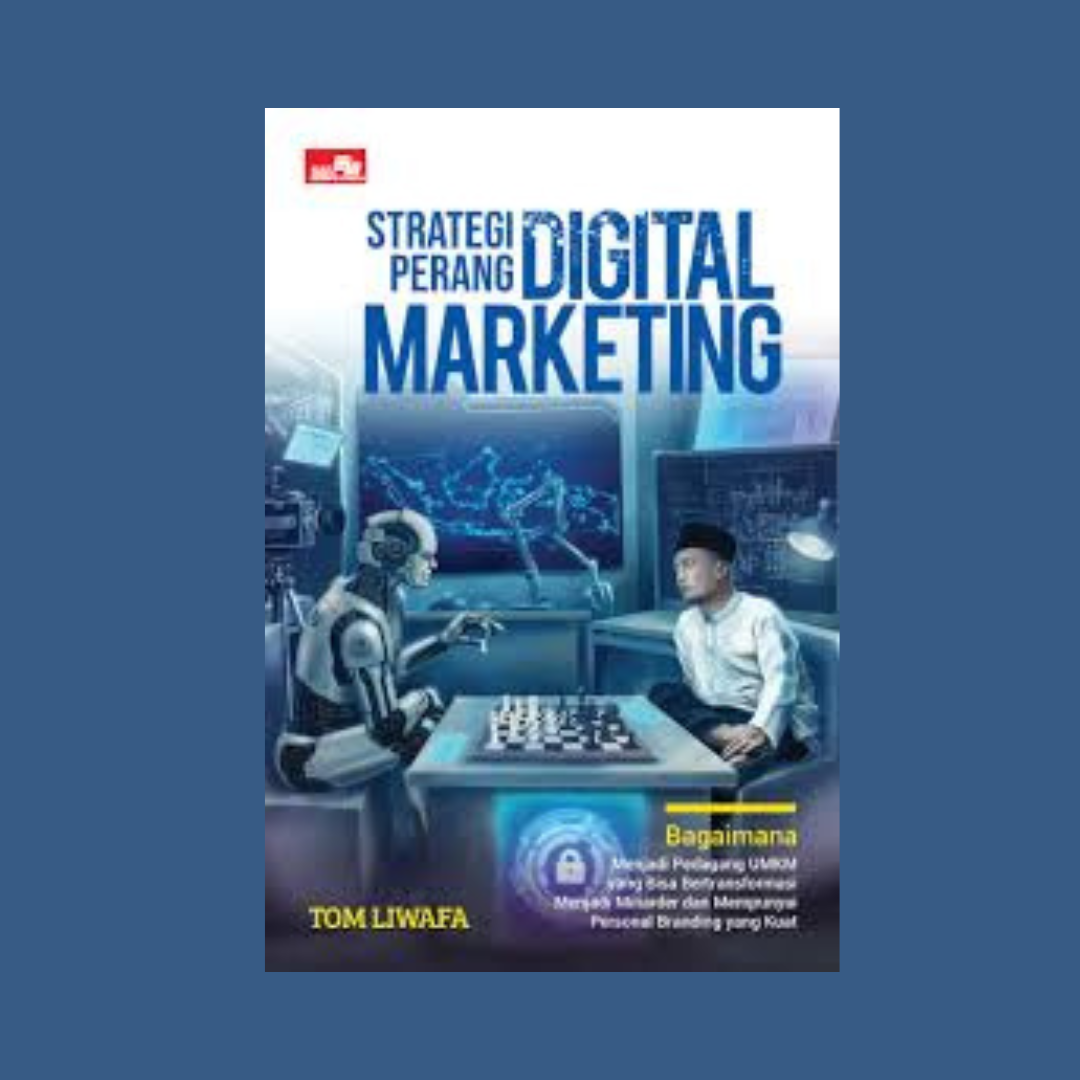 STRATEGI
PERANG
DIGITAL
MARKETING
Bagaimana
Menjadi Pedagang UMKM
yang Bisa Bertransformasi
Menjadi Miliarder dan Mempunyai
Personal Branding yang Kuat
TOM LIWAFA